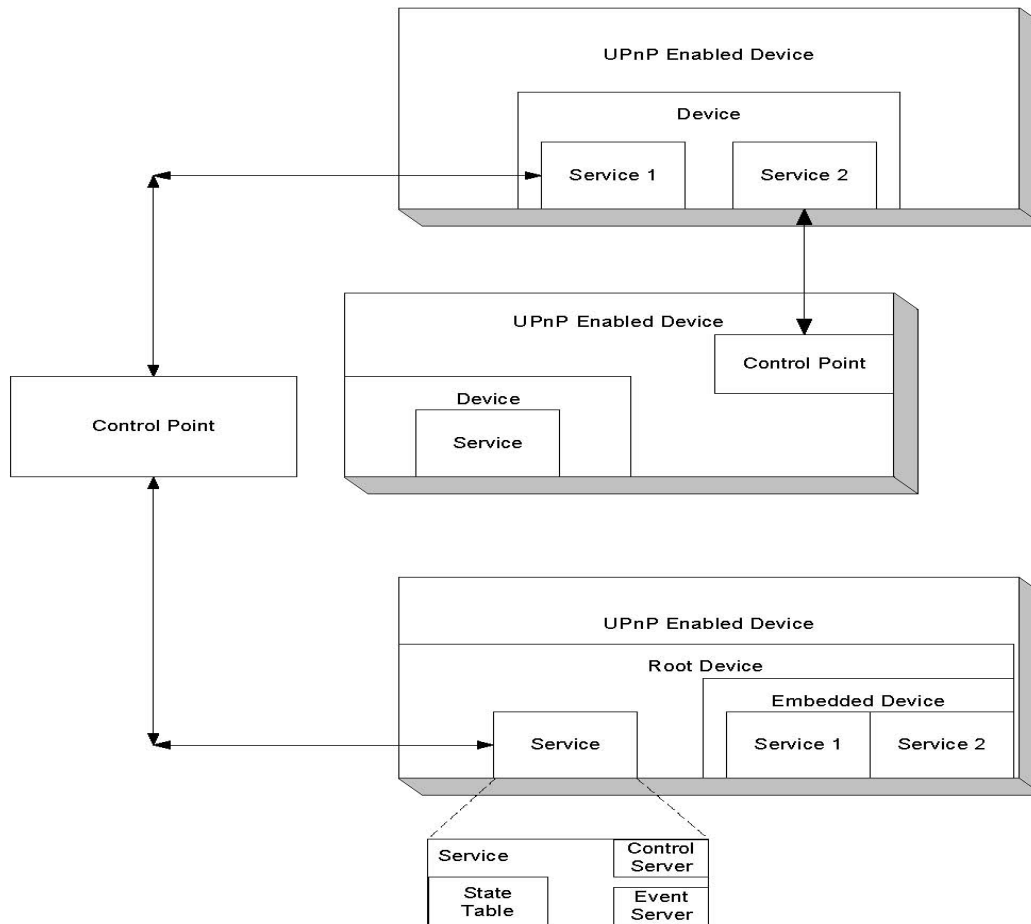 UPnP Enabled Device
Device
Service 1
Service 2
UPnP Enabled Device
Control Point
Control Point
Device
Service
UPnP Enabled Device
Root Device
Embedded Device
Service
Service 1
Service 2
Service
Control
Server
State
Table
Event
Server